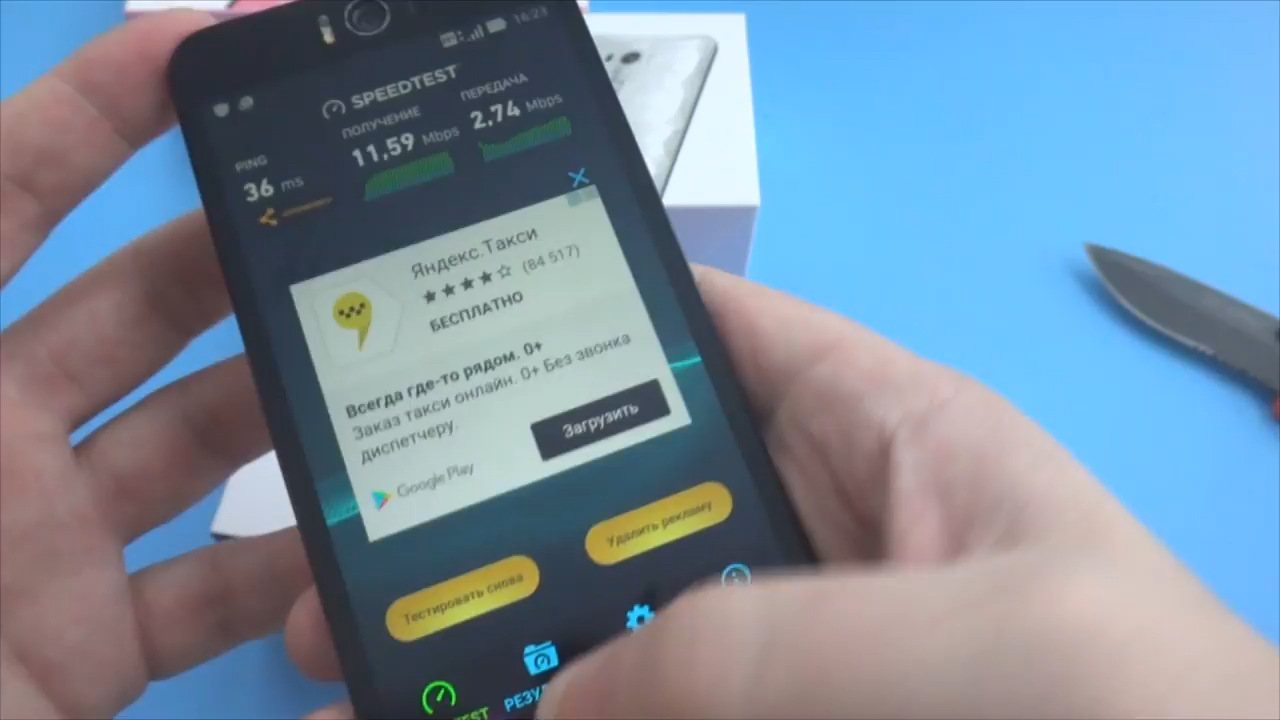 16:23
SPEEDTEST
PING
36 ms
ПОЛУЧЕНИЕ
11,59 Mbps
ПЕРЕДАЧА
2,74 Mbps
Яндекс.Такси
(84 517)
БЕСПЛАТНО
Всегда где-то рядом. 0+
Заказ такси онлайн. 0+ Без звонка
диспетчеру.
Загрузить
Google Play
Удалить рекламу
Тестировать снова